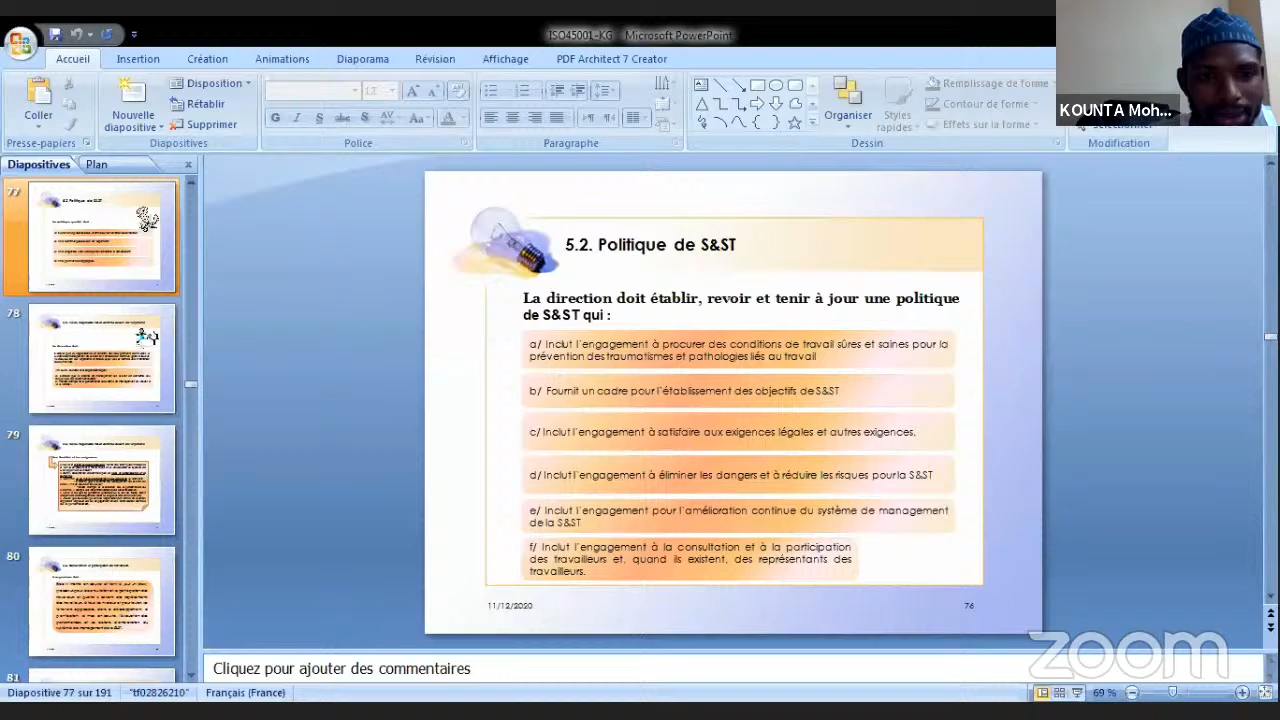 ISO45001-KG - Microsoft PowerPoint
Accueil Insertion Création Animations Diaporama Révision Affichage PDF Architect 7 Creator
Coller
Presse-papiers
Nouvelle diapositive
Disposition
Rétablir
Supprimer
Diapositives
Police
Paragraphe
Organiser
Styles rapides
Remplissage de forme
Contour de forme
Effets sur la forme
Dessin
Modification
KOUNTA Moh...
Diapositives Plan
77
78
79
80
81
5.2. Politique de S&ST
La direction doit établir, revoir et tenir à jour une politique
de S&ST qui :
a/ Inclut l'engagement à procurer des conditions de travail sûres et saines pour la
prévention des traumatismes et pathologies liés au travail
b/ Fournit un cadre pour l'établissement des objectifs de S&ST
c/ Inclut l'engagement à satisfaire aux exigences légales et autres exigences.
d/ Inclut l'engagement à éliminer les dangers et à réduire les risques pour la S&ST
e/ Inclut l'engagement pour l'amélioration continue du système de management
de la S&ST
f/ Inclut l'engagement à la consultation et à la participation
des travailleurs et, quand ils existent, des représentants des
travailleurs.
11/12/2020
76
zoom
Cliquez pour ajouter des commentaires
Diapositive 77 sur 191 "tf02826210" Français (France) 69 %